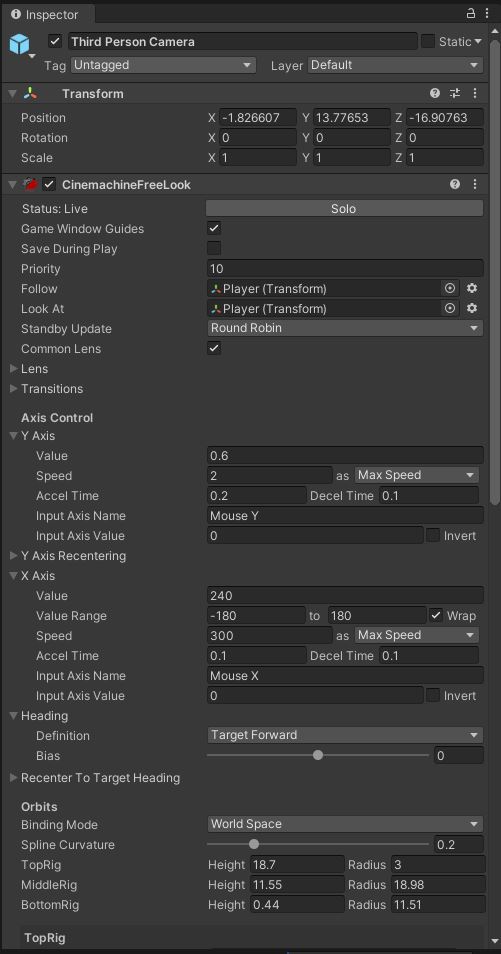 Inspector
Third Person Camera Static
Tag Untagged Layer Default
Transform
Position X -1.826607 Y 13.77653 Z -16.90763
Rotation X 0 Y 0 Z 0
Scale X 1 Y 1 Z 1
CinemachineFreeLook
Status: Live Solo
Game Window Guides
Save During Play
Priority 10
Follow Player (Transform)
Look At Player (Transform)
Standby Update Round Robin
Common Lens
Lens
Transitions
Axis Control
Y Axis
Value 0.6
Speed 2 as Max Speed
Accel Time 0.2 Decel Time 0.1
Input Axis Name Mouse Y
Input Axis Value 0 Invert
Y Axis Recentering
X Axis
Value 240
Value Range -180 to 180 Wrap
Speed 300 as Max Speed
Accel Time 0.1 Decel Time 0.1
Input Axis Name Mouse X
Input Axis Value 0 Invert
Heading
Definition Target Forward
Bias 0
Recenter To Target Heading
Orbits
Binding Mode World Space
Spline Curvature 0.2
TopRig Height 18.7 Radius 3
MiddleRig Height 11.55 Radius 18.98
BottomRig Height 0.44 Radius 11.51
TopRig